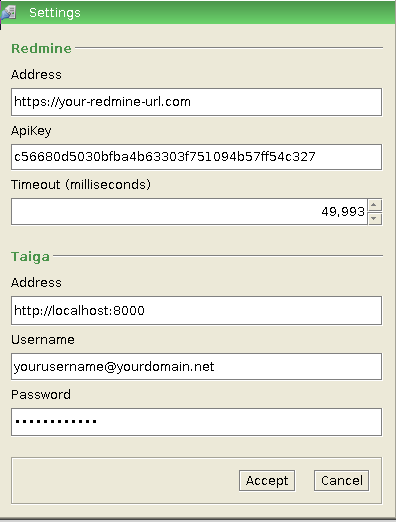 Settings
Redmine
Address
https://your-redmine-url.com
ApiKey
c56680d5030bfba4b63303f751094b57ff54c327
Timeout (milliseconds)
49,993
Taiga
Address
http://localhost:8000
Username
yourusername@yourdomain.net
Password
••••••••••••
Accept Cancel